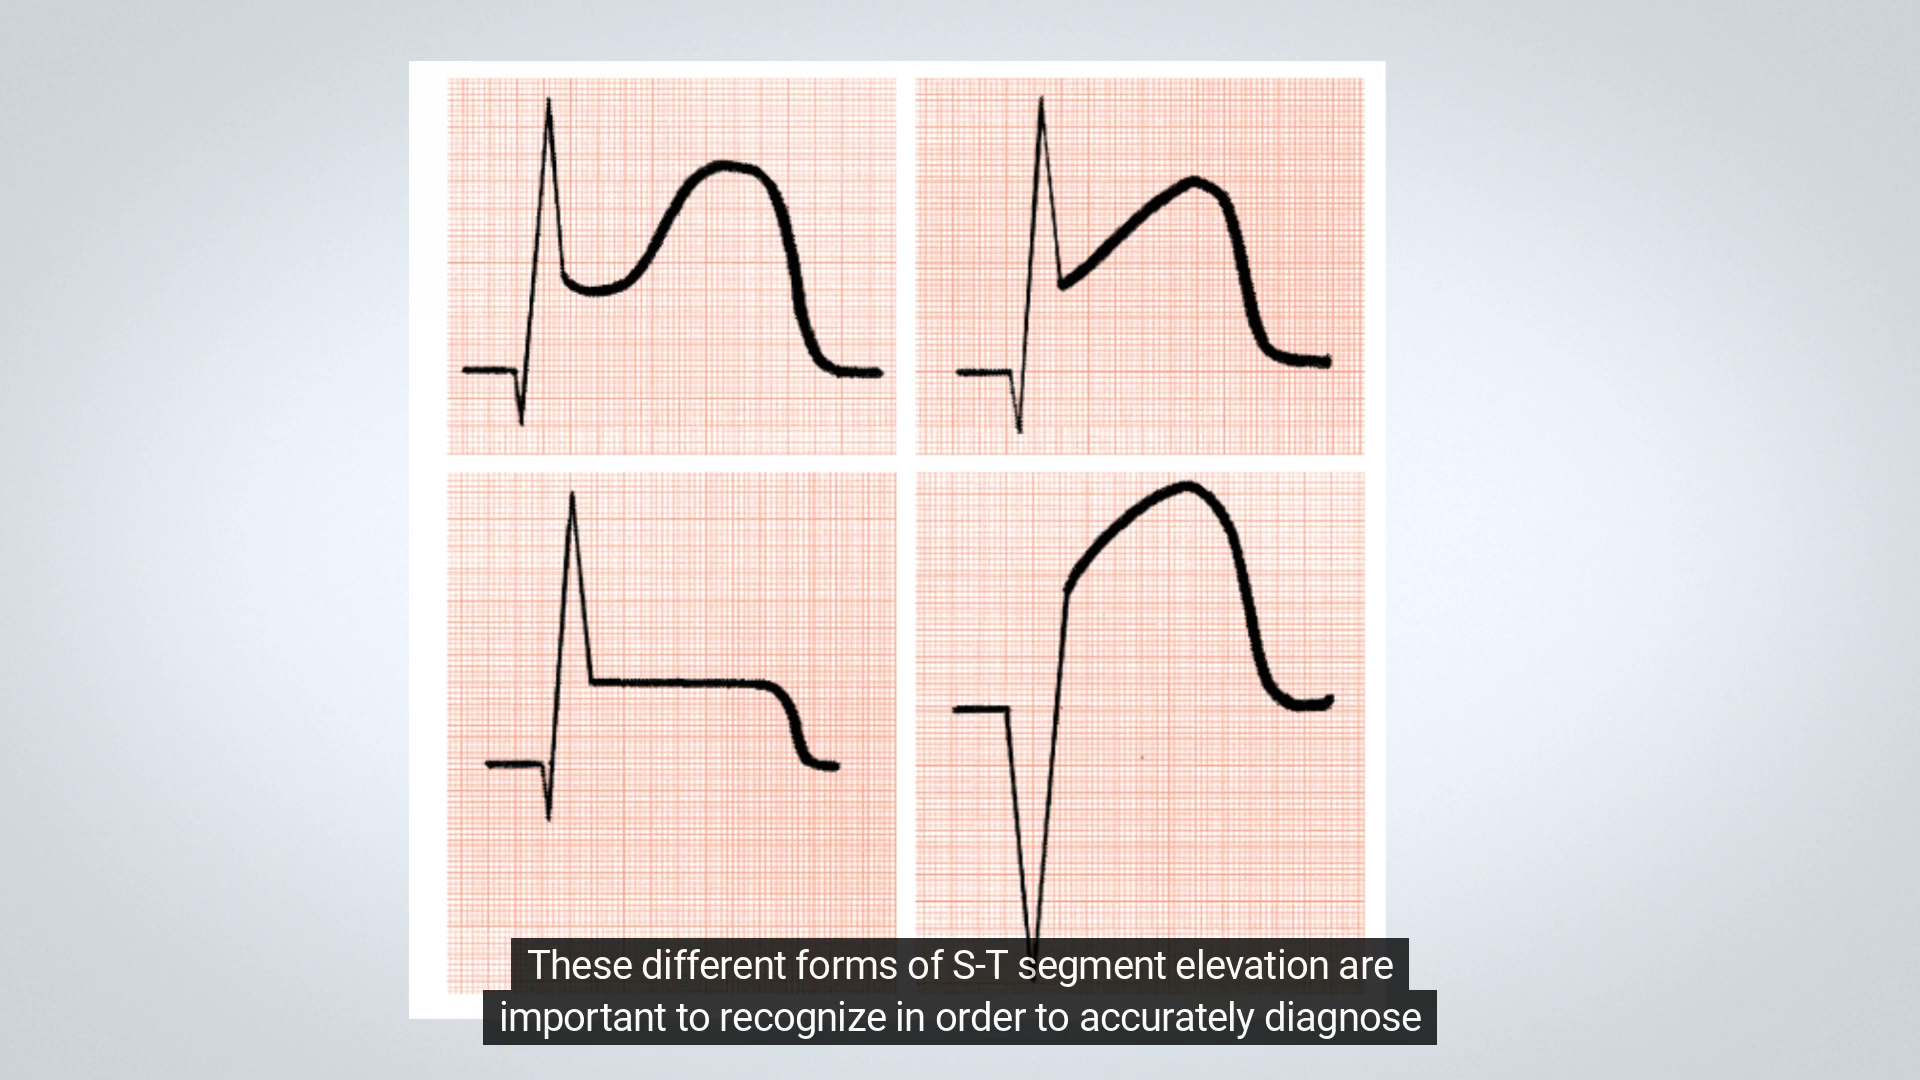 These different forms of S-T segment elevation are
important to recognize in order to accurately diagnose